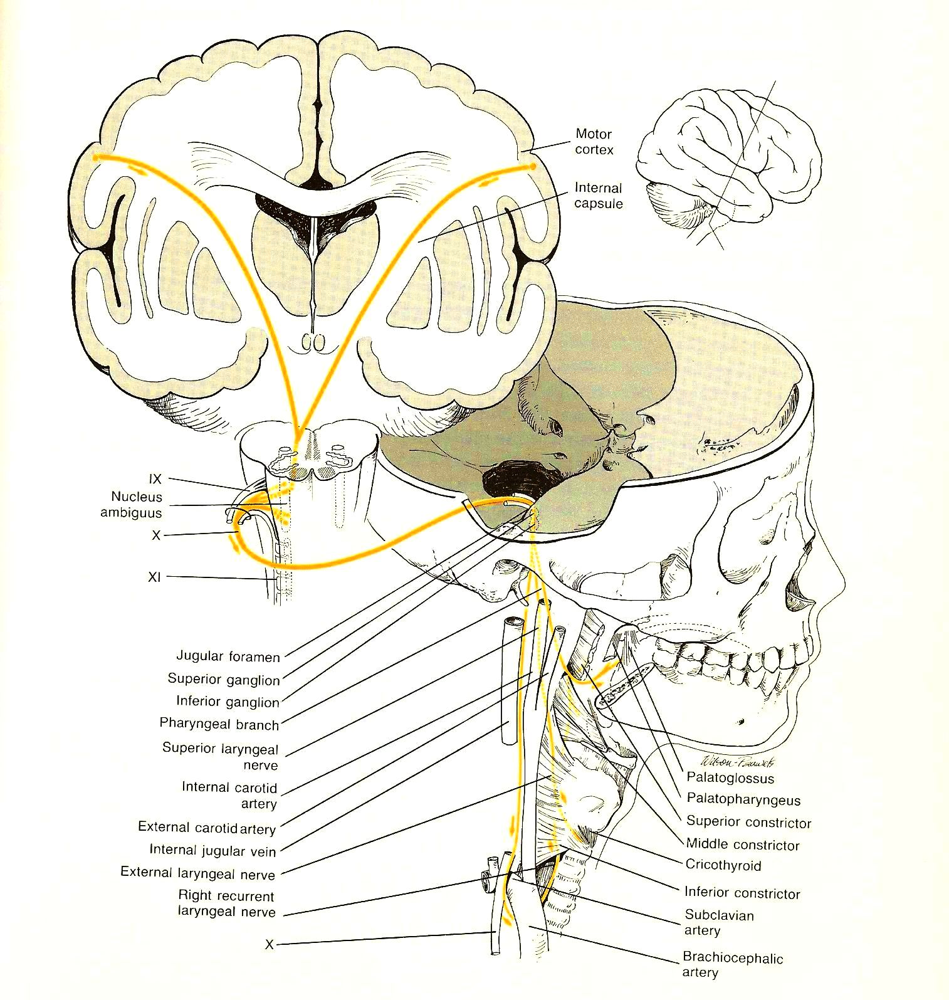 Motor
cortex
Internal
capsule
IX
Nucleus
ambiguus
X
XI
Jugular foramen
Superior ganglion
Inferior ganglion
Pharyngeal branch
Superior laryngeal
nerve
Internal carotid
artery
External carotid artery
Internal jugular vein
External laryngeal nerve
Right recurrent
laryngeal nerve
X
Wilson-Pauwels
Palatoglossus
Palatopharyngeus
Superior constrictor
Middle constrictor
Cricothyroid
Inferior constrictor
Subclavian
artery
Brachiocephalic
artery